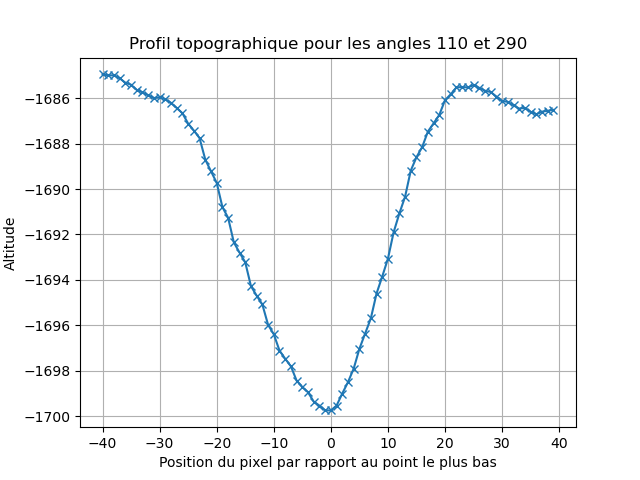 Profil topographique pour les angles 110 et 290
Altitude
−1686
−1688
−1690
−1692
−1694
−1696
−1698
−1700
−40 −30 −20 −10 0 10 20 30 40
Position du pixel par rapport au point le plus bas